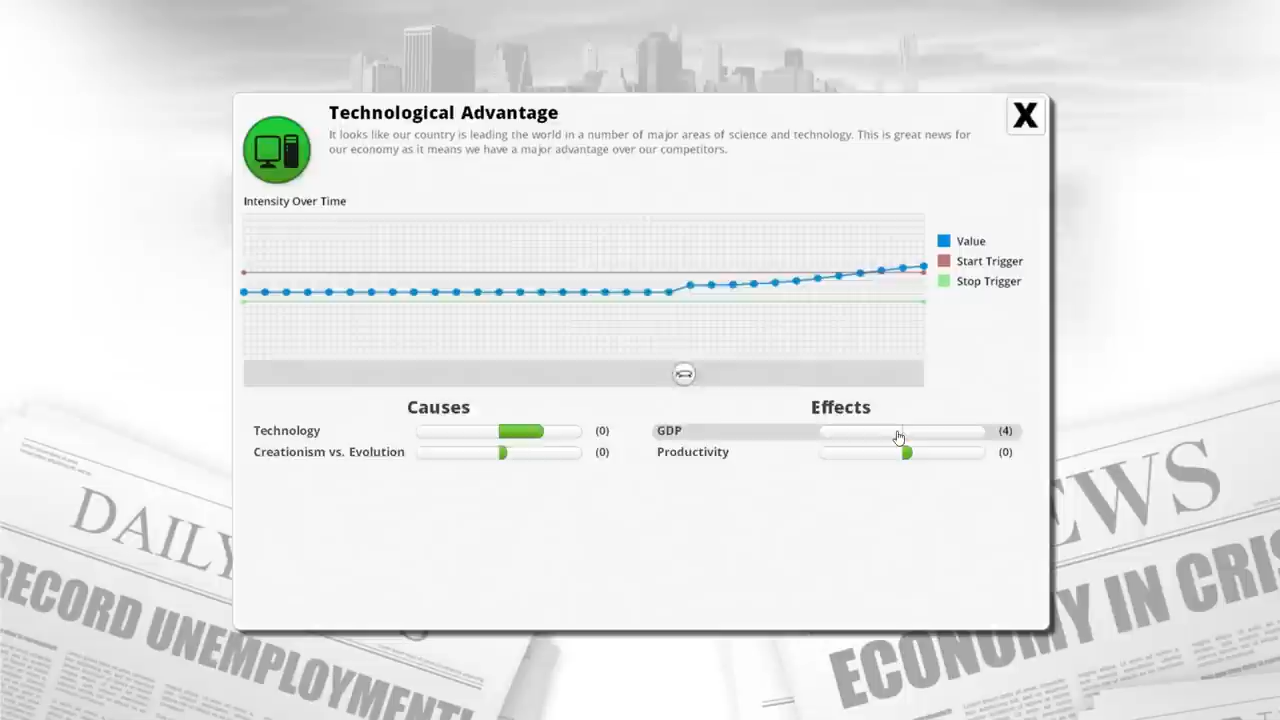 Technological Advantage
X
It looks like our country is leading the world in a number of major areas of science and technology. This is great news for
our economy as it means we have a major advantage over our competitors.
Intensity Over Time
Value
Start Trigger
Stop Trigger
Causes
Effects
Technology (0)
GDP (4)
Creationism vs. Evolution (0)
Productivity (0)
DAILY
EWS
RECORD UNEMPLOYMENT
ECONOMY IN CRIS